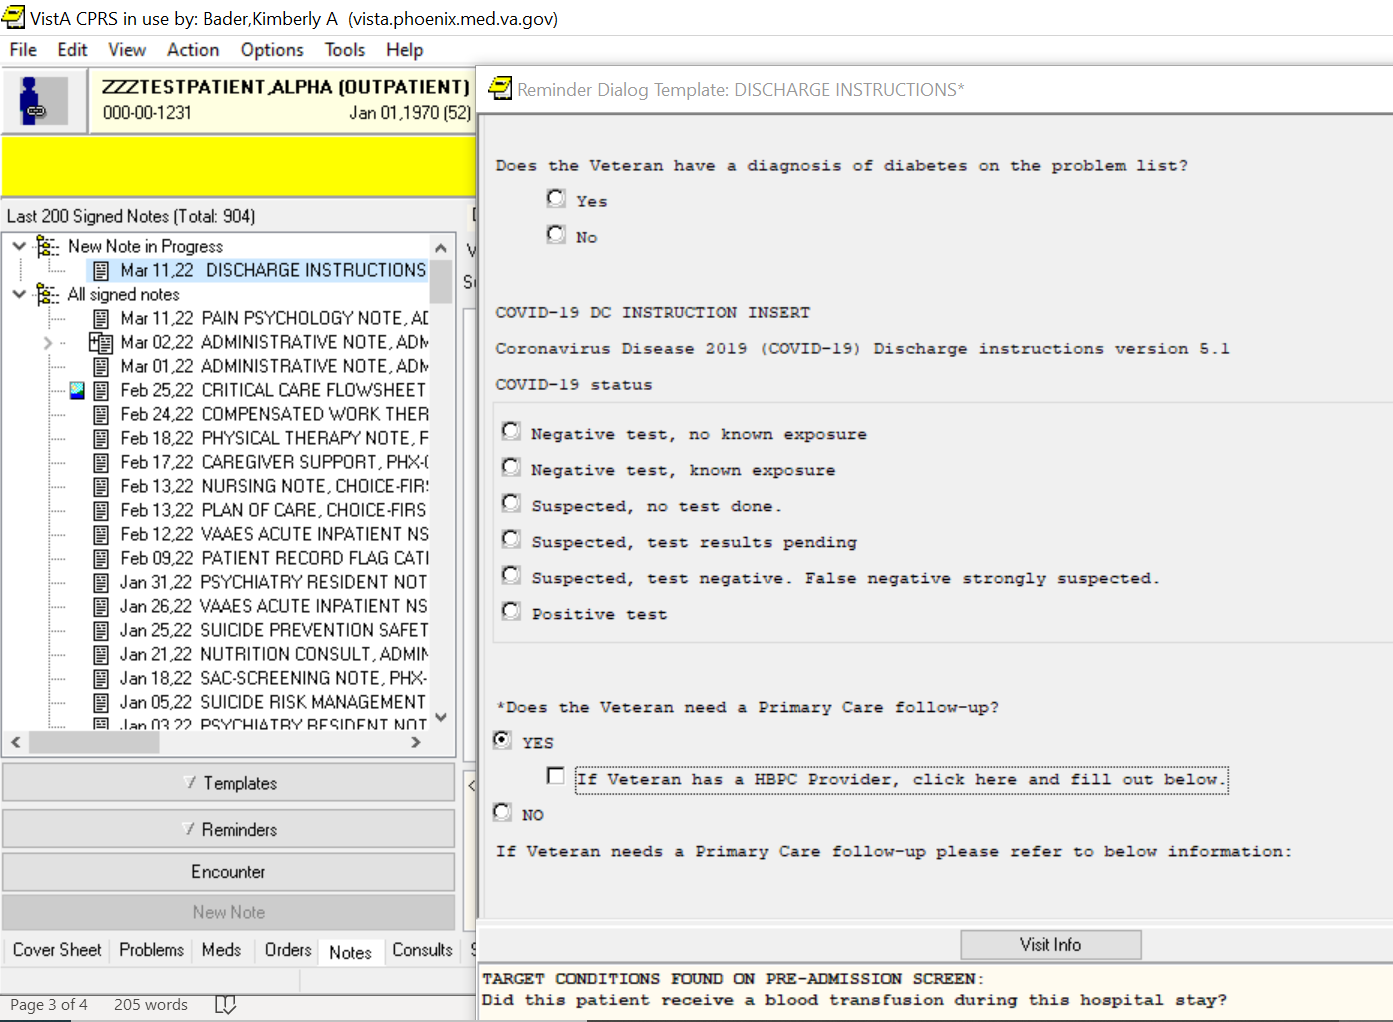 VistA CPRS in use by: Bader,Kimberly A (vista.phoenix.med.va.gov)
File Edit View Action Options Tools Help
ZZZTESTPATIENT,ALPHA (OUTPATIENT)
000-00-1231 Jan 01,1970 (52)
Last 200 Signed Notes (Total: 904)
New Note in Progress
Mar 11,22 DISCHARGE INSTRUCTIONS
All signed notes
Mar 11,22 PAIN PSYCHOLOGY NOTE, AD
Mar 02,22 ADMINISTRATIVE NOTE, ADM
Mar 01,22 ADMINISTRATIVE NOTE, ADM
Feb 25,22 CRITICAL CARE FLOWSHEET
Feb 24,22 COMPENSATED WORK THER
Feb 18,22 PHYSICAL THERAPY NOTE, F
Feb 17,22 CAREGIVER SUPPORT, PHX-
Feb 13,22 NURSING NOTE, CHOICE-FIR
Feb 13,22 PLAN OF CARE, CHOICE-FIRS
Feb 12,22 VAAES ACUTE INPATIENT NS
Feb 09,22 PATIENT RECORD FLAG CATI
Jan 31,22 PSYCHIATRY RESIDENT NOT
Jan 26,22 VAAES ACUTE INPATIENT NS
Jan 25,22 SUICIDE PREVENTION SAFET
Jan 21,22 NUTRITION CONSULT, ADMIN
Jan 18,22 SAC-SCREENING NOTE, PHX-
Jan 05,22 SUICIDE RISK MANAGEMENT
Jan 03,22 PSYCHIATRY RESIDENT NOT
Templates
Reminders
Encounter
New Note
Cover Sheet Problems Meds Orders Notes Consults
Page 3 of 4 205 words
Reminder Dialog Template: DISCHARGE INSTRUCTIONS*
Does the Veteran have a diagnosis of diabetes on the problem list?
Yes
No
COVID-19 DC INSTRUCTION INSERT
Coronavirus Disease 2019 (COVID-19) Discharge instructions version 5.1
COVID-19 status
Negative test, no known exposure
Negative test, known exposure
Suspected, no test done.
Suspected, test results pending
Suspected, test negative. False negative strongly suspected.
Positive test
*Does the Veteran need a Primary Care follow-up?
YES
If Veteran has a HBPC Provider, click here and fill out below.
NO
If Veteran needs a Primary Care follow-up please refer to below information:
Visit Info
TARGET CONDITIONS FOUND ON PRE-ADMISSION SCREEN:
Did this patient receive a blood transfusion during this hospital stay?